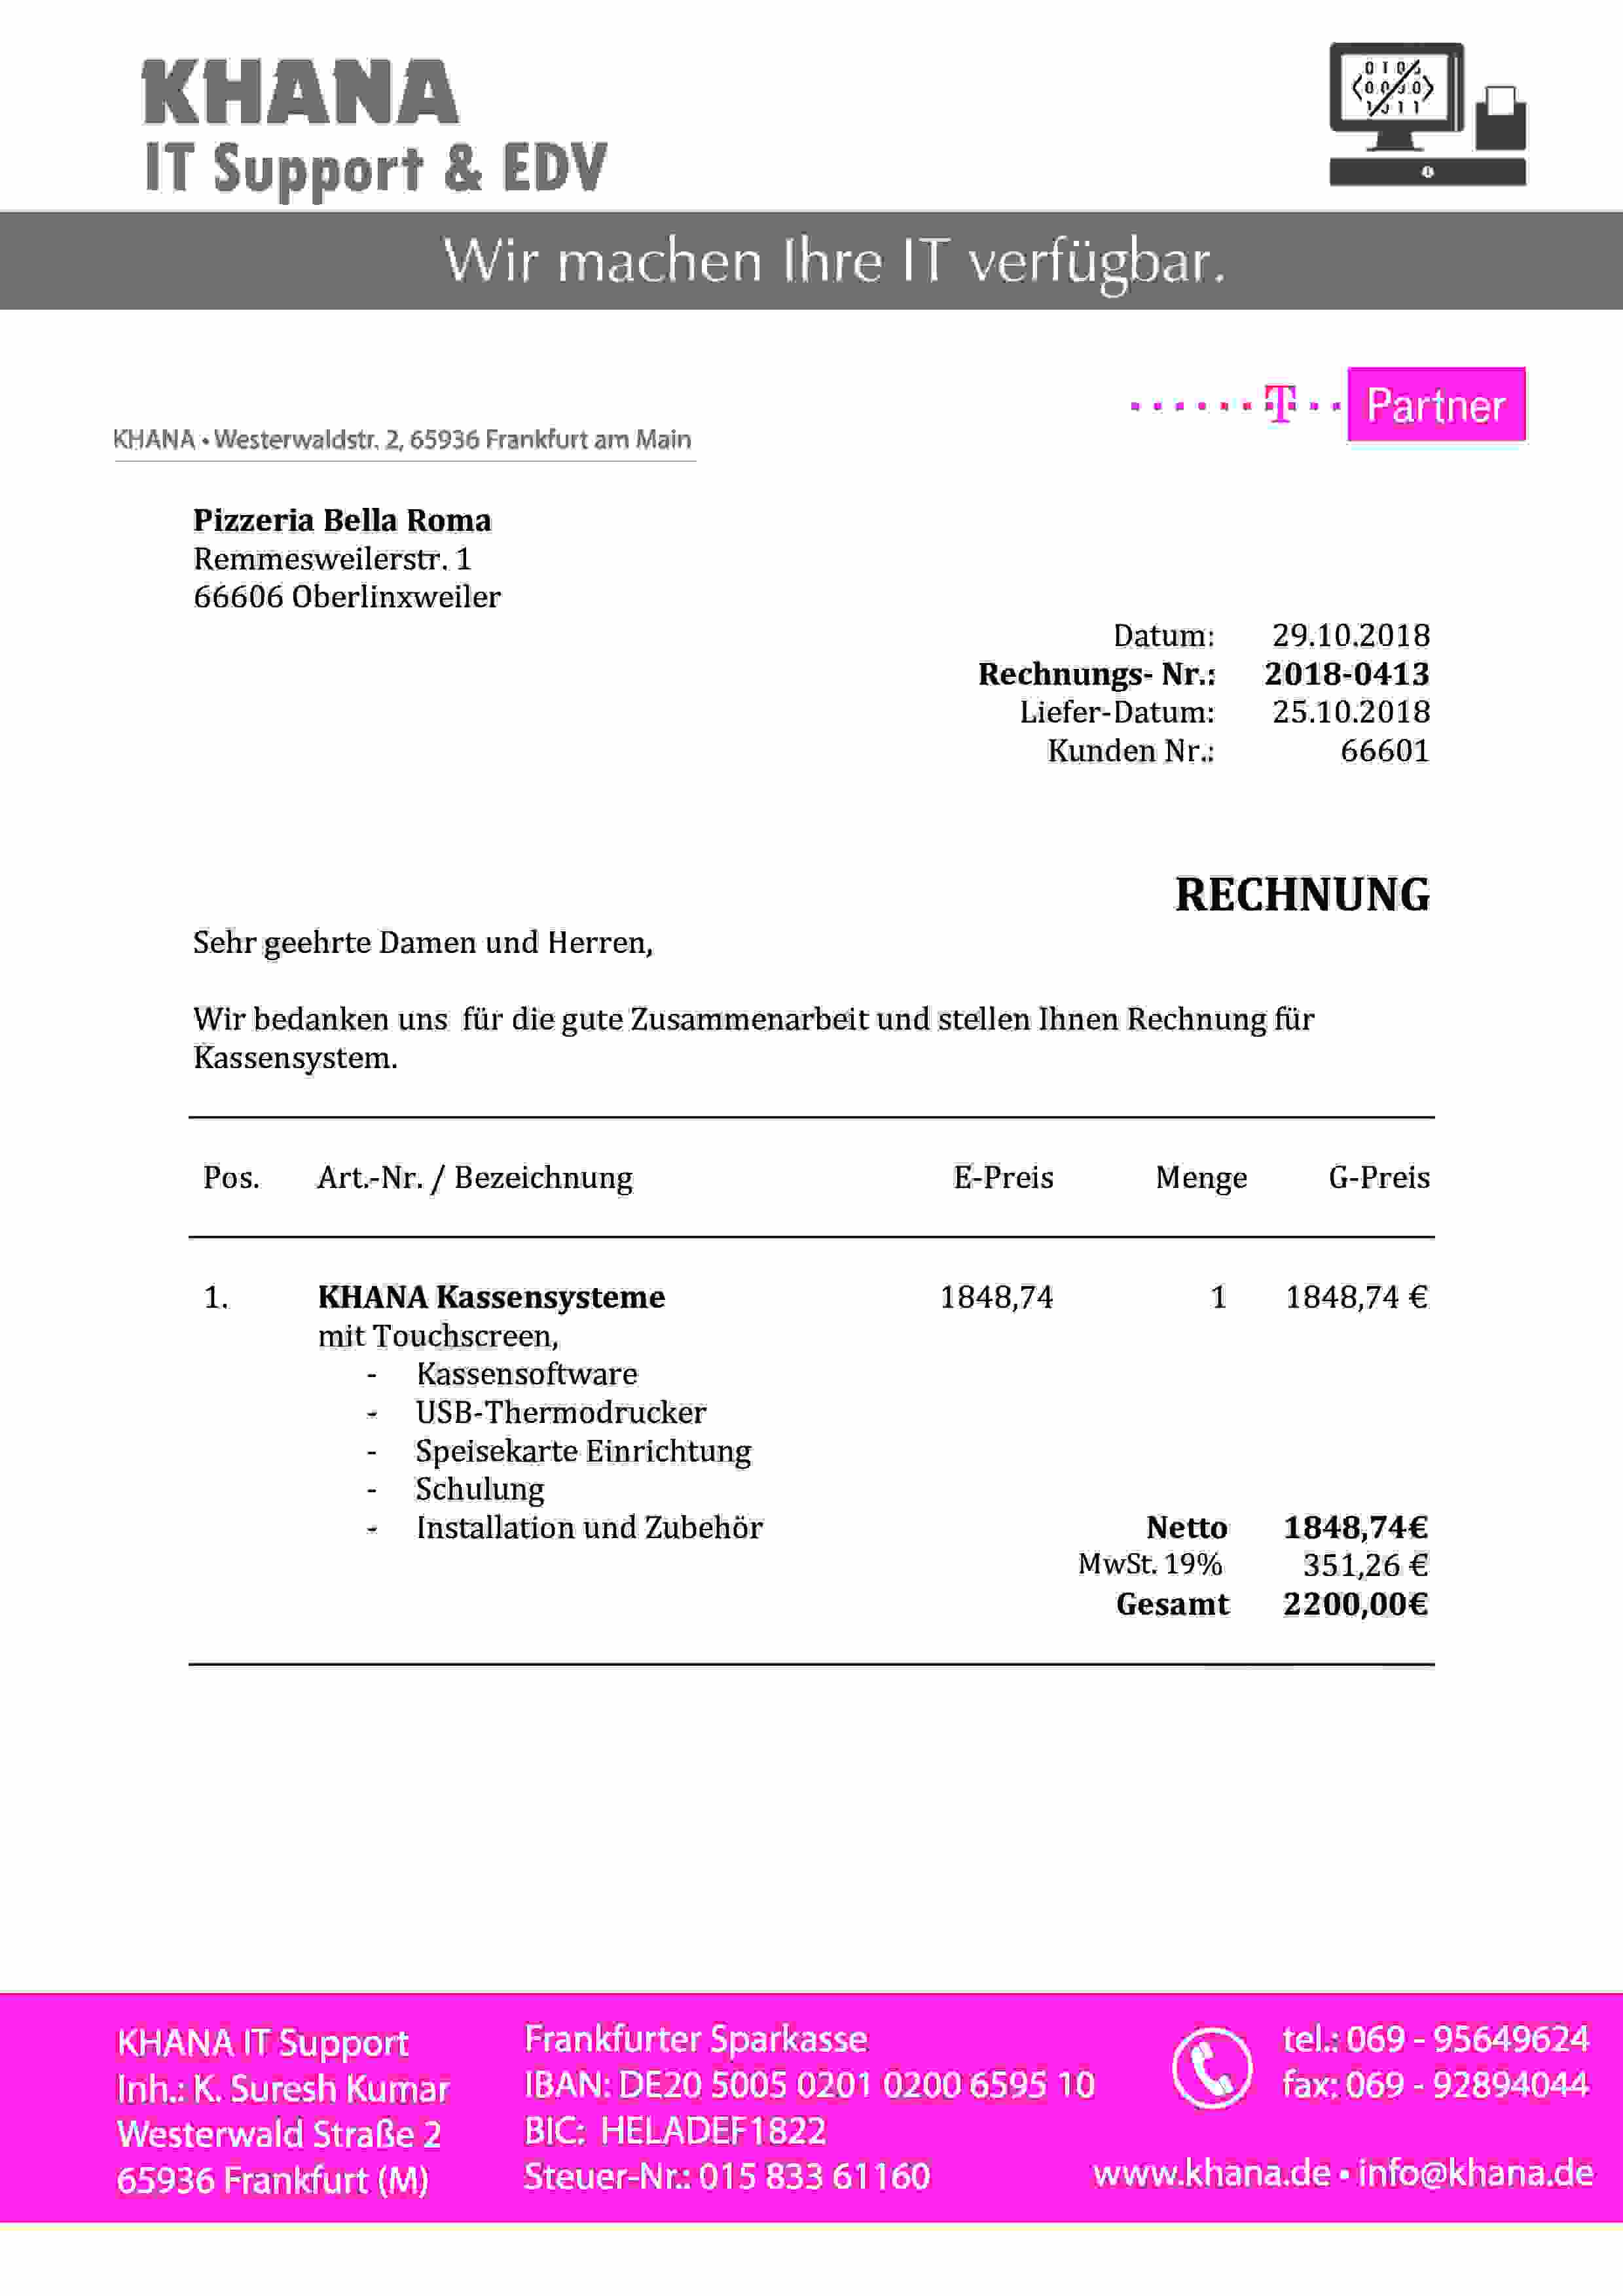 KHANA
IT Support & EDV
Wir machen Ihre IT verfügbar.
T Partner
KHANA • Westerwaldstr. 2, 65936 Frankfurt am Main
Pizzeria Bella Roma
Remmesweilerstr. 1
66606 Oberlinxweiler
Datum: 29.10.2018
Rechnungs- Nr.: 2018-0413
Liefer-Datum: 25.10.2018
Kunden Nr.: 66601
RECHNUNG
Sehr geehrte Damen und Herren,
Wir bedanken uns für die gute Zusammenarbeit und stellen Ihnen Rechnung für
Kassensystem.
Pos. Art.-Nr. / Bezeichnung E-Preis Menge G-Preis
1. KHANA Kassensysteme 1848,74 1 1848,74 €
mit Touchscreen,
- Kassensoftware
- USB-Thermodrucker
- Speisekarte Einrichtung
- Schulung
- Installation und Zubehör Netto 1848,74€
MwSt. 19% 351,26 €
Gesamt 2200,00€
KHANA IT Support
Inh.: K. Suresh Kumar
Westerwald Straße 2
65936 Frankfurt (M)
Frankfurter Sparkasse
IBAN: DE20 5005 0201 0200 6595 10
BIC: HELADEF1822
Steuer-Nr.: 015 833 61160
tel.: 069 - 95649624
fax: 069 - 92894044
www.khana.de • info@khana.de